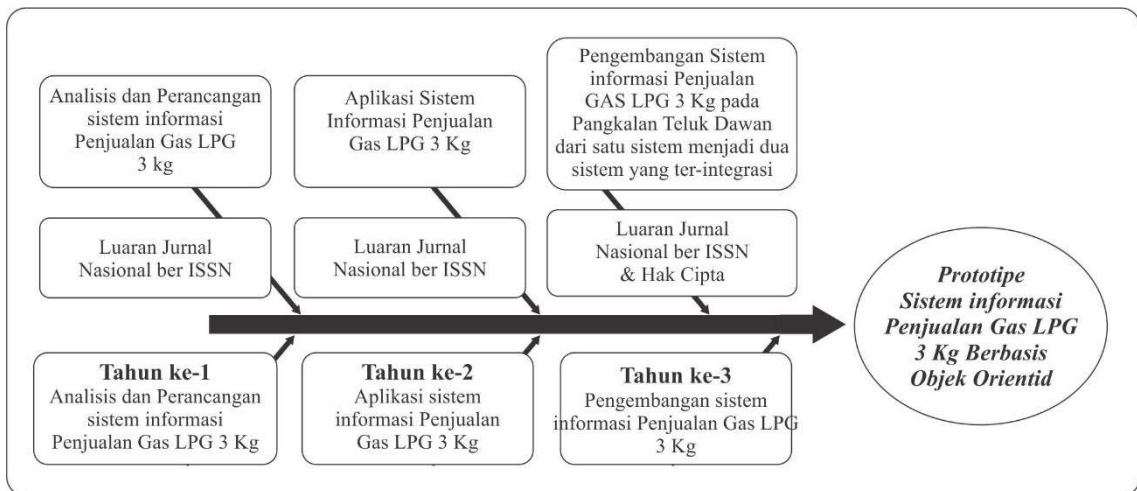 Analisis dan Perancangan
sistem informasi
Penjualan Gas LPG
3 kg
Aplikasi Sistem
Informasi Penjualan
Gas LPG 3 Kg
Pengembangan Sistem
informasi Penjualan
GAS LPG 3 Kg pada
Pangkalan Teluk Dawan
dari satu sistem menjadi dua
sistem yang ter-integrasi
Luaran Jurnal
Nasional ber ISSN
Luaran Jurnal
Nasional ber ISSN
Luaran Jurnal
Nasional ber ISSN
& Hak Cipta
Prototipe
Sistem informasi
Penjualan Gas LPG
3 Kg Berbasis
Objek Orientid
Tahun ke-1
Analisis dan Perancangan
sistem informasi
Penjualan Gas LPG 3 Kg
Tahun ke-2
Aplikasi sistem
informasi Penjualan
Gas LPG 3 Kg
Tahun ke-3
Pengembangan sistem
informasi Penjualan Gas LPG
3 Kg